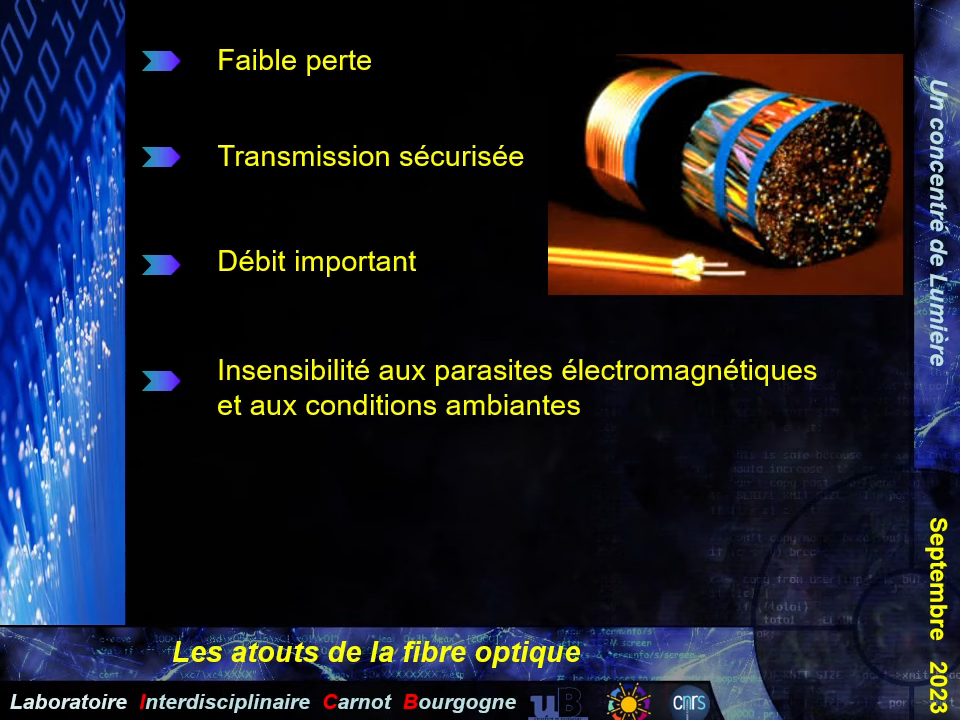 Faible perte
Transmission sécurisée
Débit important
Insensibilité aux parasites électromagnétiques
et aux conditions ambiantes
Un concentré de Lumière
Septembre 2023
Les atouts de la fibre optique
Laboratoire Interdisciplinaire Carnot Bourgogne
uB
cnrs